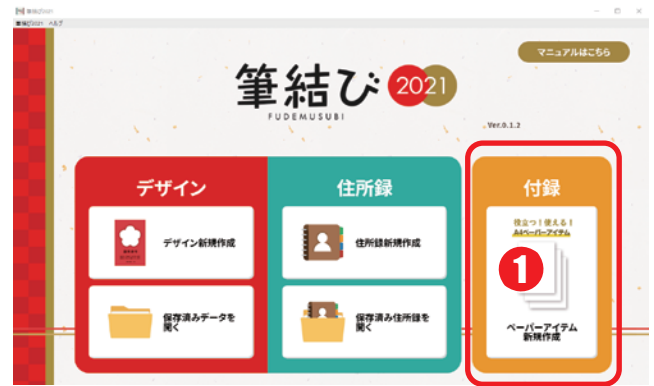 筆結び2021
筆結び2021 ヘルプ
マニュアルはこちら
筆結び 2021
FUDEMUSUBI
Ver.0.1.2
デザイン
住所録
付録
デザイン新規作成
住所録新規作成
役立つ!使える!
A4ペーパーアイテム
1
保存済みデータを
開く
保存済み住所録を
開く
ペーパーアイテム
新規作成